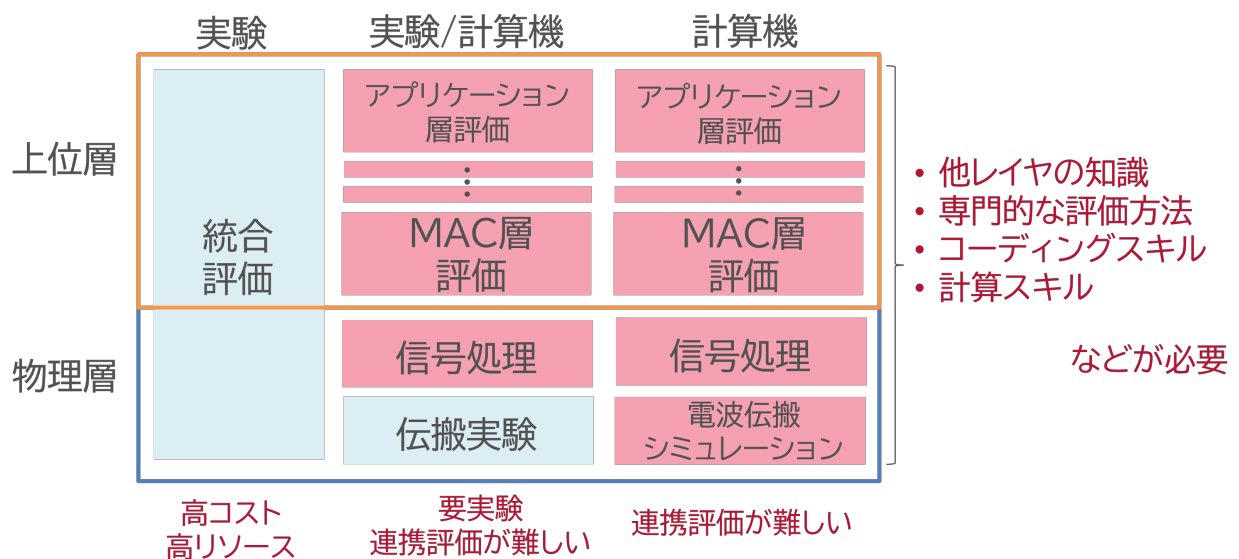 実験
実験/計算機
計算機
上位層
物理層
統合
評価
アプリケーション
層評価
⋮
MAC層
評価
信号処理
伝搬実験
アプリケーション
層評価
⋮
MAC層
評価
信号処理
電波伝搬
シミュレーション
• 他レイヤの知識
• 専門的な評価方法
• コーディングスキル
• 計算スキル
などが必要
高コスト
高リソース
要実験
連携評価が難しい
連携評価が難しい